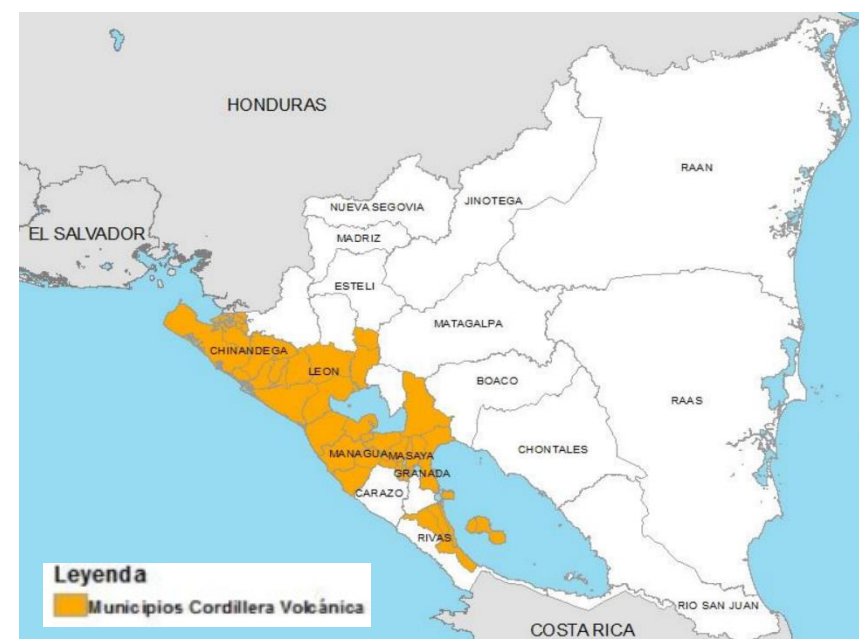 HONDURAS
RAAN
NUEVA SEGOVIA
JINOTEGA
EL SALVADOR
MADRIZ
ESTELI
MATAGALPA
CHINANDEGA
LEON
BOACO
RAAS
CHONTALES
MANAGUA
MASAYA
GRANADA
CARAZO
RIVAS
Leyenda
Municipios Cordillera Volcánica
RIO SAN JUAN
COSTA RICA